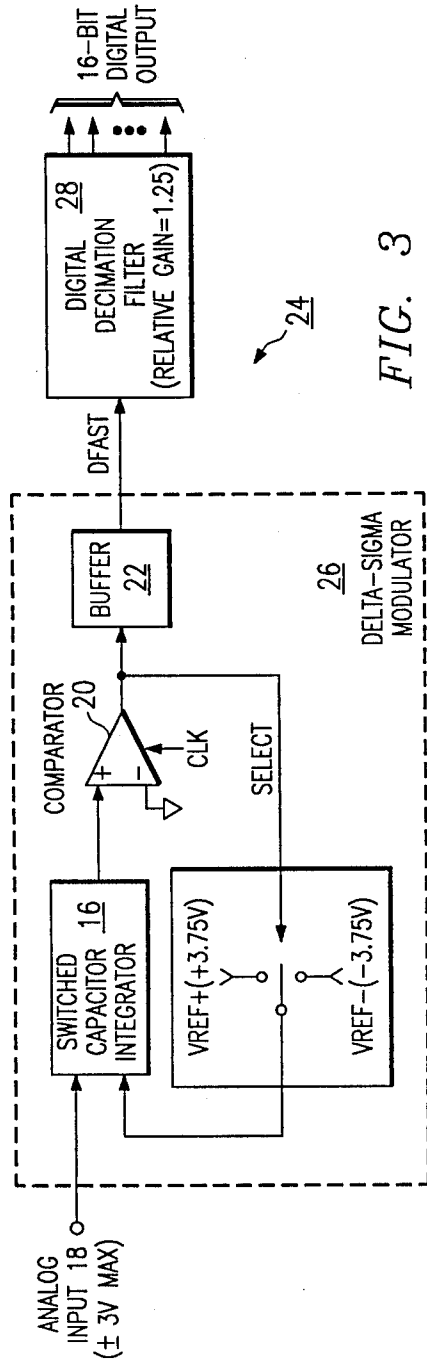 ANALOG
INPUT 18
(± 3V MAX)
SWITCHED
CAPACITOR
INTEGRATOR
16
COMPARATOR
20
+
−
CLK
BUFFER
22
SELECT
VREF+(+3.75V)
VREF−(−3.75V)
26
DELTA-SIGMA
MODULATOR
DFAST
28
DIGITAL
DECIMATION
FILTER
(RELATIVE GAIN=1.25)
16-BIT
DIGITAL
OUTPUT
24
FIG. 3